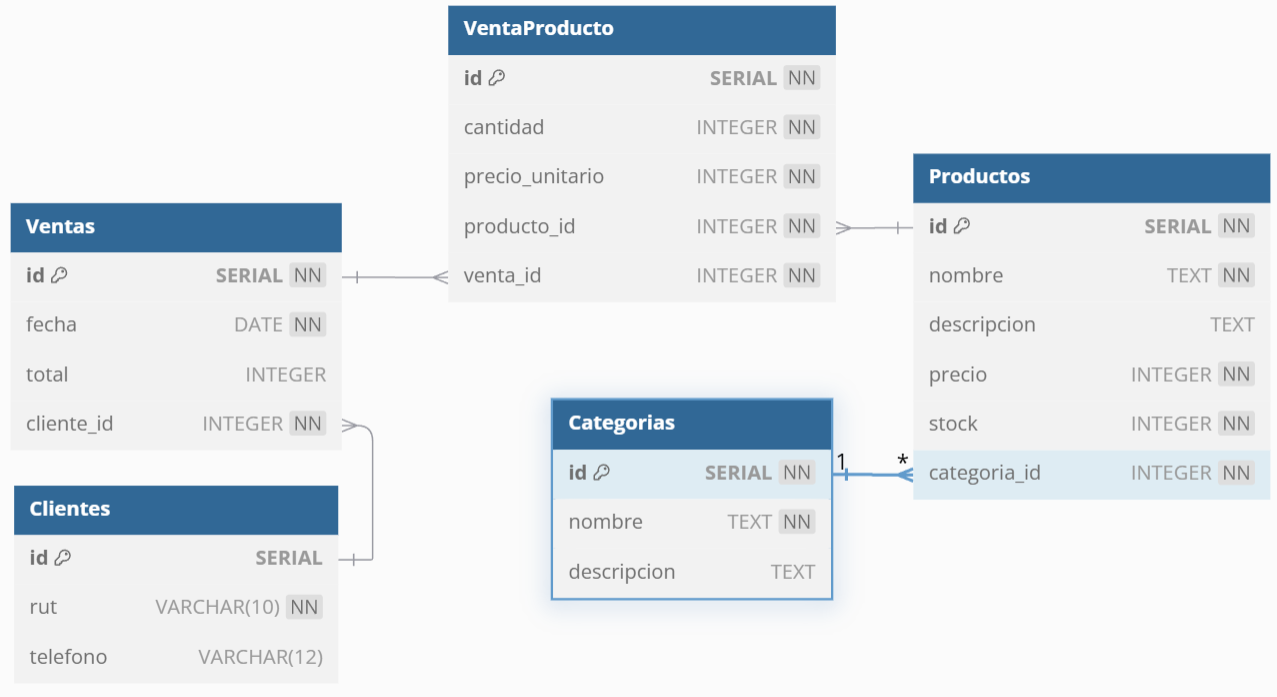 VentaProducto
id SERIAL NN
cantidad INTEGER NN
precio_unitario INTEGER NN
producto_id INTEGER NN
venta_id INTEGER NN
Productos
id SERIAL NN
nombre TEXT NN
descripcion TEXT
precio INTEGER NN
stock INTEGER NN
categoria_id INTEGER NN
Ventas
id SERIAL NN
fecha DATE NN
total INTEGER
cliente_id INTEGER NN
Categorias
id SERIAL NN
nombre TEXT NN
descripcion TEXT
1 *
Clientes
id SERIAL
rut VARCHAR(10) NN
telefono VARCHAR(12)